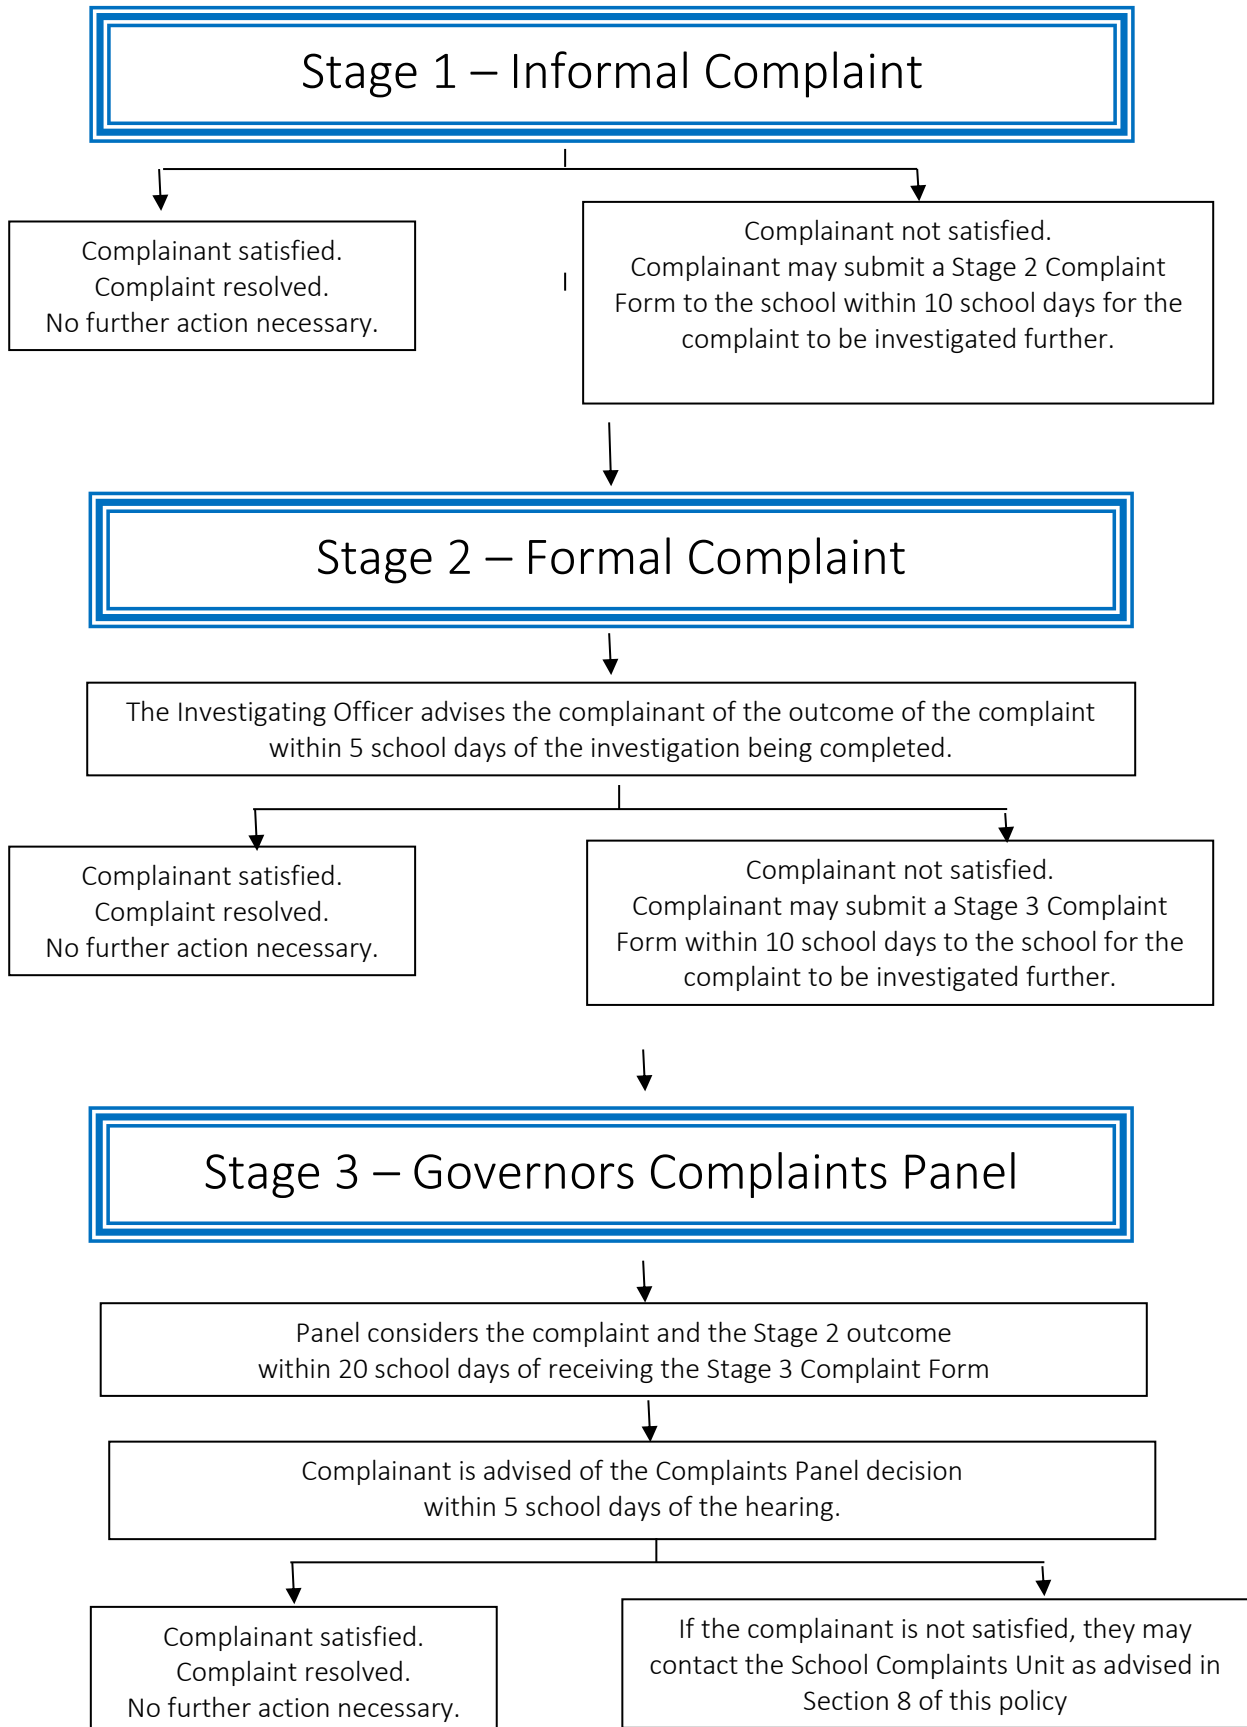 Stage 1 – Informal Complaint
Complainant satisfied.
Complaint resolved.
No further action necessary.
Complainant not satisfied.
Complainant may submit a Stage 2 Complaint
Form to the school within 10 school days for the
complaint to be investigated further.
Stage 2 – Formal Complaint
The Investigating Officer advises the complainant of the outcome of the complaint
within 5 school days of the investigation being completed.
Complainant satisfied.
Complaint resolved.
No further action necessary.
Complainant not satisfied.
Complainant may submit a Stage 3 Complaint
Form within 10 school days to the school for the
complaint to be investigated further.
Stage 3 – Governors Complaints Panel
Panel considers the complaint and the Stage 2 outcome
within 20 school days of receiving the Stage 3 Complaint Form
Complainant is advised of the Complaints Panel decision
within 5 school days of the hearing.
Complainant satisfied.
Complaint resolved.
No further action necessary.
If the complainant is not satisfied, they may
contact the School Complaints Unit as advised in
Section 8 of this policy